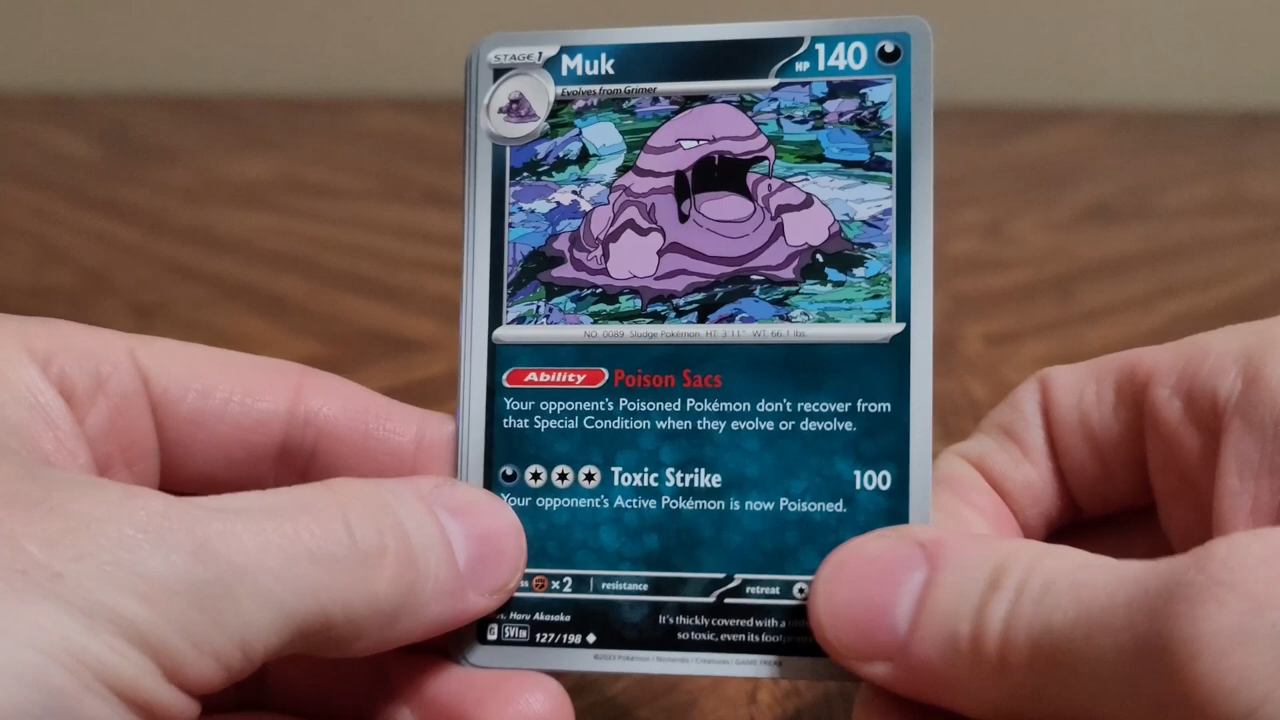 STAGE 1 Muk HP 140
Evolves from Grimer
NO. 0089 Sludge Pokémon HT: 3'11" WT: 66.1 lbs.
Ability Poison Sacs
Your opponent's Poisoned Pokémon don't recover from
that Special Condition when they evolve or devolve.
Toxic Strike 100
Your opponent's Active Pokémon is now Poisoned.
×2 resistance retreat
Haru Akasaka It's thickly covered with a
G SVI EN 127/198 so toxic, even its footprints
©2023 Pokémon / Nintendo / Creatures / GAME FREAK